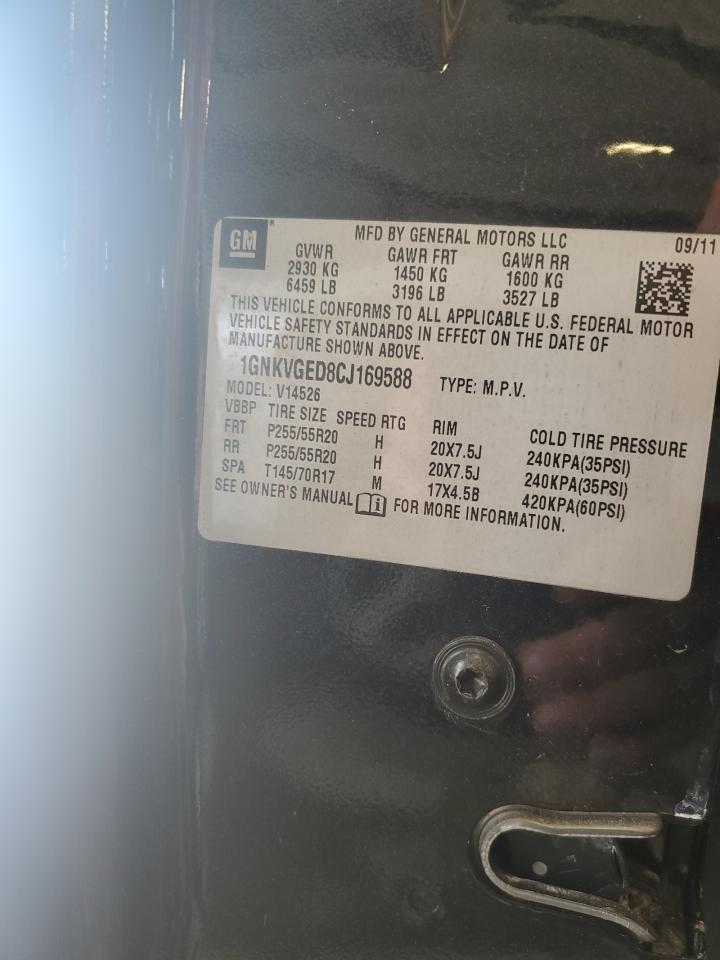 GM
MFD BY GENERAL MOTORS LLC 09/11
GVWR GAWR FRT GAWR RR
2930 KG 1450 KG 1600 KG
6459 LB 3196 LB 3527 LB
THIS VEHICLE CONFORMS TO ALL APPLICABLE U.S. FEDERAL MOTOR
VEHICLE SAFETY STANDARDS IN EFFECT ON THE DATE OF
MANUFACTURE SHOWN ABOVE.
1GNKVGED8CJ169588 TYPE: M.P.V.
MODEL: V14526
VBBP TIRE SIZE SPEED RTG RIM COLD TIRE PRESSURE
FRT P255/55R20 H 20X7.5J 240KPA(35PSI)
RR P255/55R20 H 20X7.5J 240KPA(35PSI)
SPA T145/70R17 M 17X4.5B 420KPA(60PSI)
SEE OWNER'S MANUAL i FOR MORE INFORMATION.